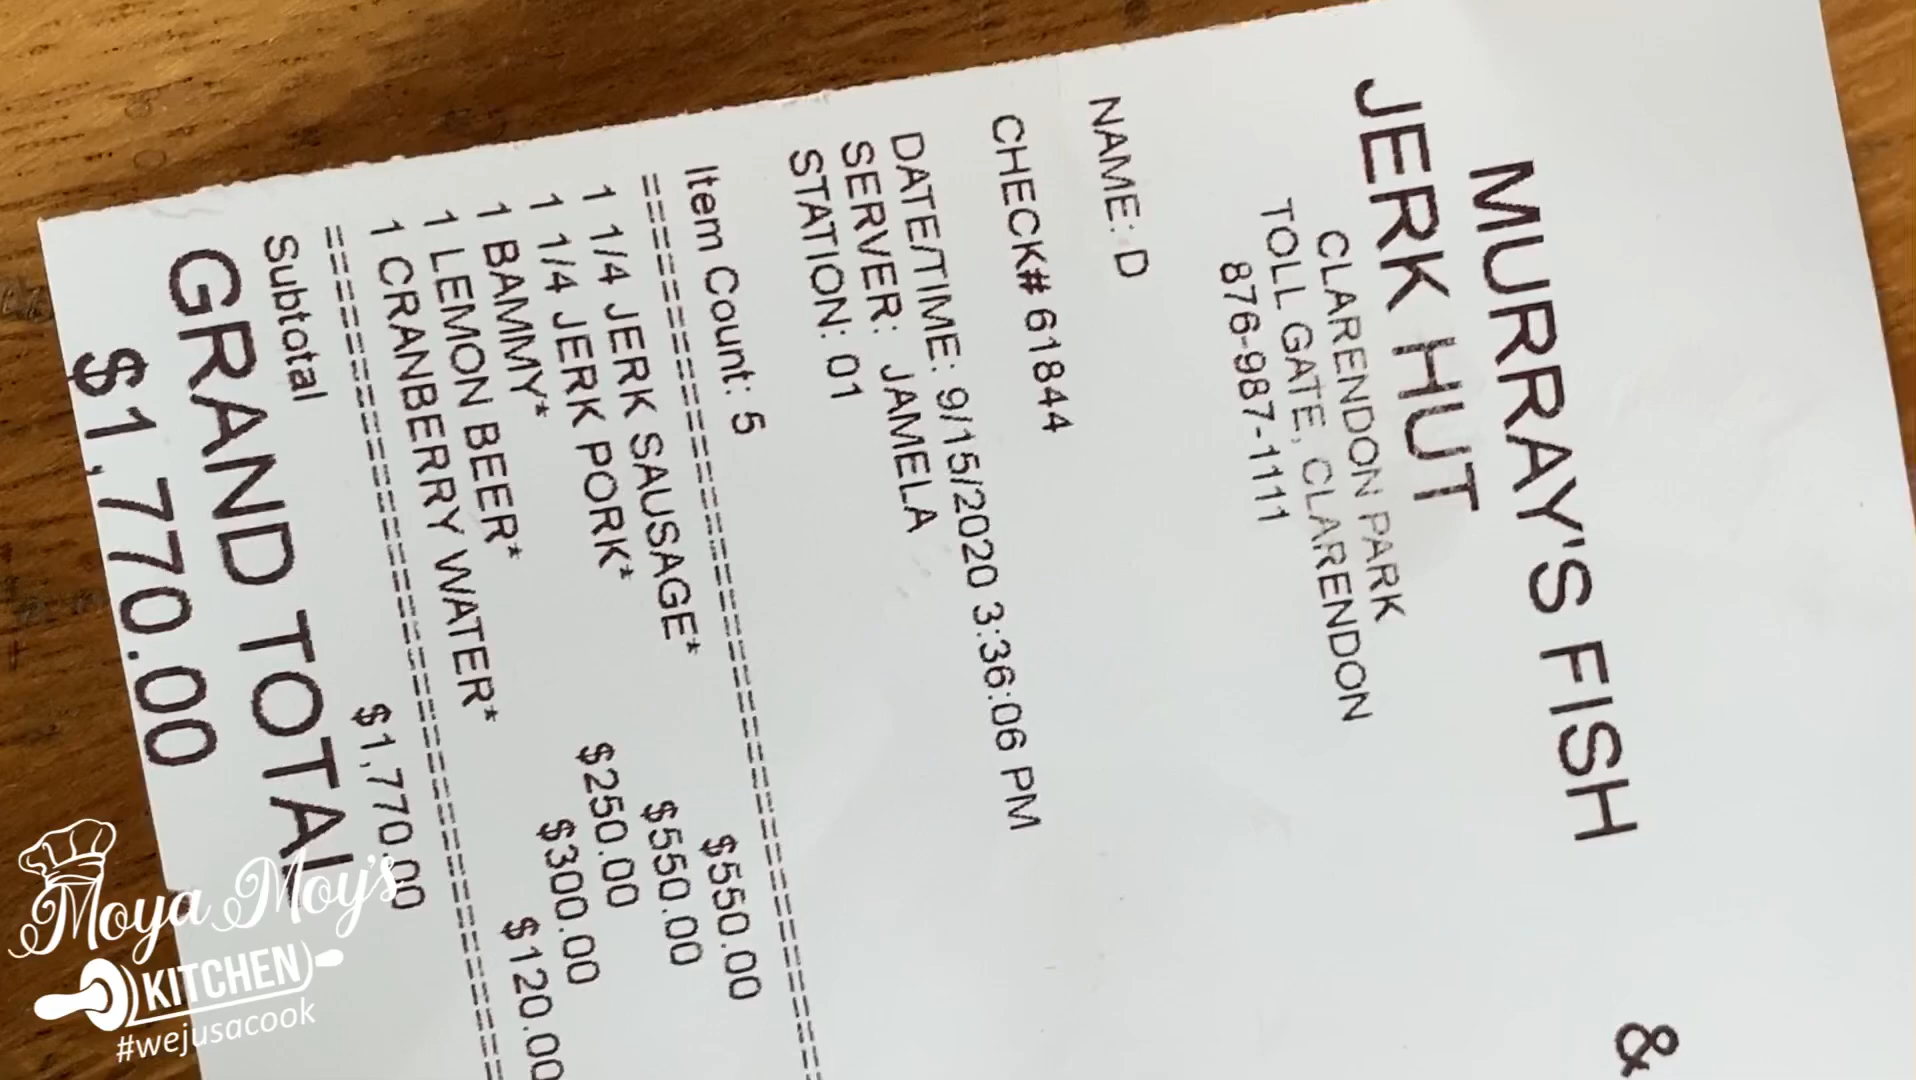 MURRAY'S FISH &
JERK HUT
CLARENDON PARK
TOLL GATE, CLARENDON
876-987-1111
NAME: D
CHECK# 61844
DATE/TIME: 9/15/2020 3:36:06 PM
SERVER: JAMELA
STATION: 01
Item Count: 5
1 1/4 JERK SAUSAGE* $550.00
1 1/4 JERK PORK* $550.00
1 BAMMY* $250.00
1 LEMON BEER* $300.00
1 CRANBERRY WATER* $120.00
Subtotal $1,770.00
GRAND TOTAL
$1,770.00
Moya Moy's
KITCHEN
#wejusacook